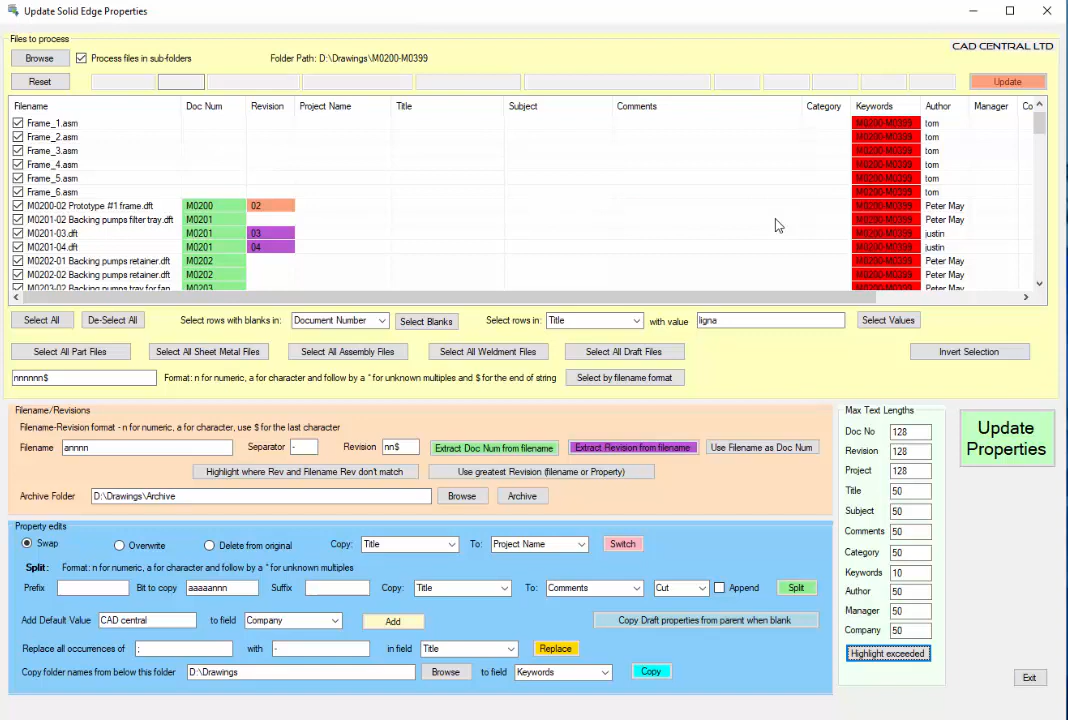 Update Solid Edge Properties
Files to process
CAD CENTRAL LTD
Browse Process files in sub-folders Folder Path: D:\Drawings\M0200-M0399
Reset Update
Filename Doc Num Revision Project Name Title Subject Comments Category Keywords Author Manager Co
Frame_1.asm M0200-M0399 tom
Frame_2.asm M0200-M0399 tom
Frame_3.asm M0200-M0399 tom
Frame_4.asm M0200-M0399 tom
Frame_5.asm M0200-M0399 tom
Frame_6.asm M0200-M0399 tom
M0200-02 Prototype #1 frame.dft M0200 02 M0200-M0399 Peter May
M0201-02 Backing pumps filter tray.dft M0201 M0200-M0399 Peter May
M0201-03.dft M0201 03 M0200-M0399 justin
M0201-04.dft M0201 04 M0200-M0399 justin
M0202-01 Backing pumps retainer.dft M0202 M0200-M0399 Peter May
M0202-02 Backing pumps retainer.dft M0202 M0200-M0399 Peter May
M0203-02 Backing pumps tray for fan M0203 M0200-M0399 Peter May
Select All De-Select All Select rows with blanks in: Document Number Select Blanks Select rows in: Title with value ligna Select Values
Select All Part Files Select All Sheet Metal Files Select All Assembly Files Select All Weldment Files Select All Draft Files Invert Selection
nnnnnn$ Format: n for numeric, a for character and follow by a * for unknown multiples and $ for the end of string Select by filename format
Filename/Revisions
Filename-Revision format - n for numeric, a for character, use $ for the last character
Filename annnn Separator - Revision nn$ Extract Doc Num from filename Extract Revision from filename Use Filename as Doc Num
Highlight where Rev and Filename Rev don't match Use greatest Revision (filename or Property)
Archive Folder D:\Drawings\Archive Browse Archive
Property edits
Swap Overwrite Delete from original Copy: Title To: Project Name Switch
Split: Format: n for numeric, a for character and follow by a * for unknown multiples
Prefix Bit to copy aaaaannn Suffix Copy: Title To: Comments Cut Append Split
Add Default Value CAD central to field Company Add Copy Draft properties from parent when blank
Replace all occurrences of ; with - in field Title Replace
Copy folder names from below this folder D:\Drawings Browse to field Keywords Copy
Max Text Lengths
Doc No 128
Revision 128
Project 128
Title 50
Subject 50
Comments 50
Category 50
Keywords 10
Author 50
Manager 50
Company 50
Highlight exceeded
Update
Properties
Exit